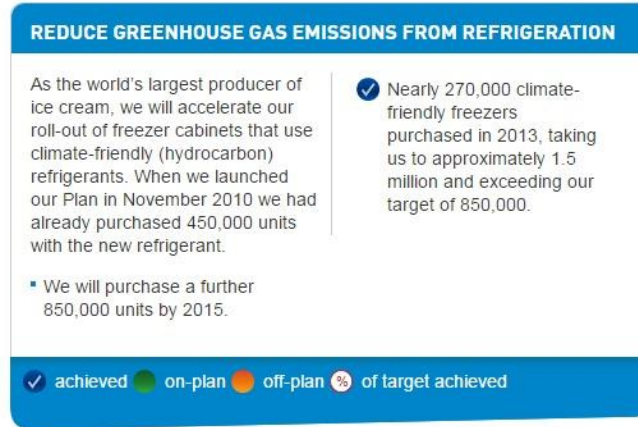 REDUCE GREENHOUSE GAS EMISSIONS FROM REFRIGERATION
As the world's largest producer of
ice cream, we will accelerate our
roll-out of freezer cabinets that use
climate-friendly (hydrocarbon)
refrigerants. When we launched
our Plan in November 2010 we had
already purchased 450,000 units
with the new refrigerant.
▪ We will purchase a further
850,000 units by 2015.
Nearly 270,000 climate-
friendly freezers
purchased in 2013, taking
us to approximately 1.5
million and exceeding our
target of 850,000.
achieved on-plan off-plan % of target achieved